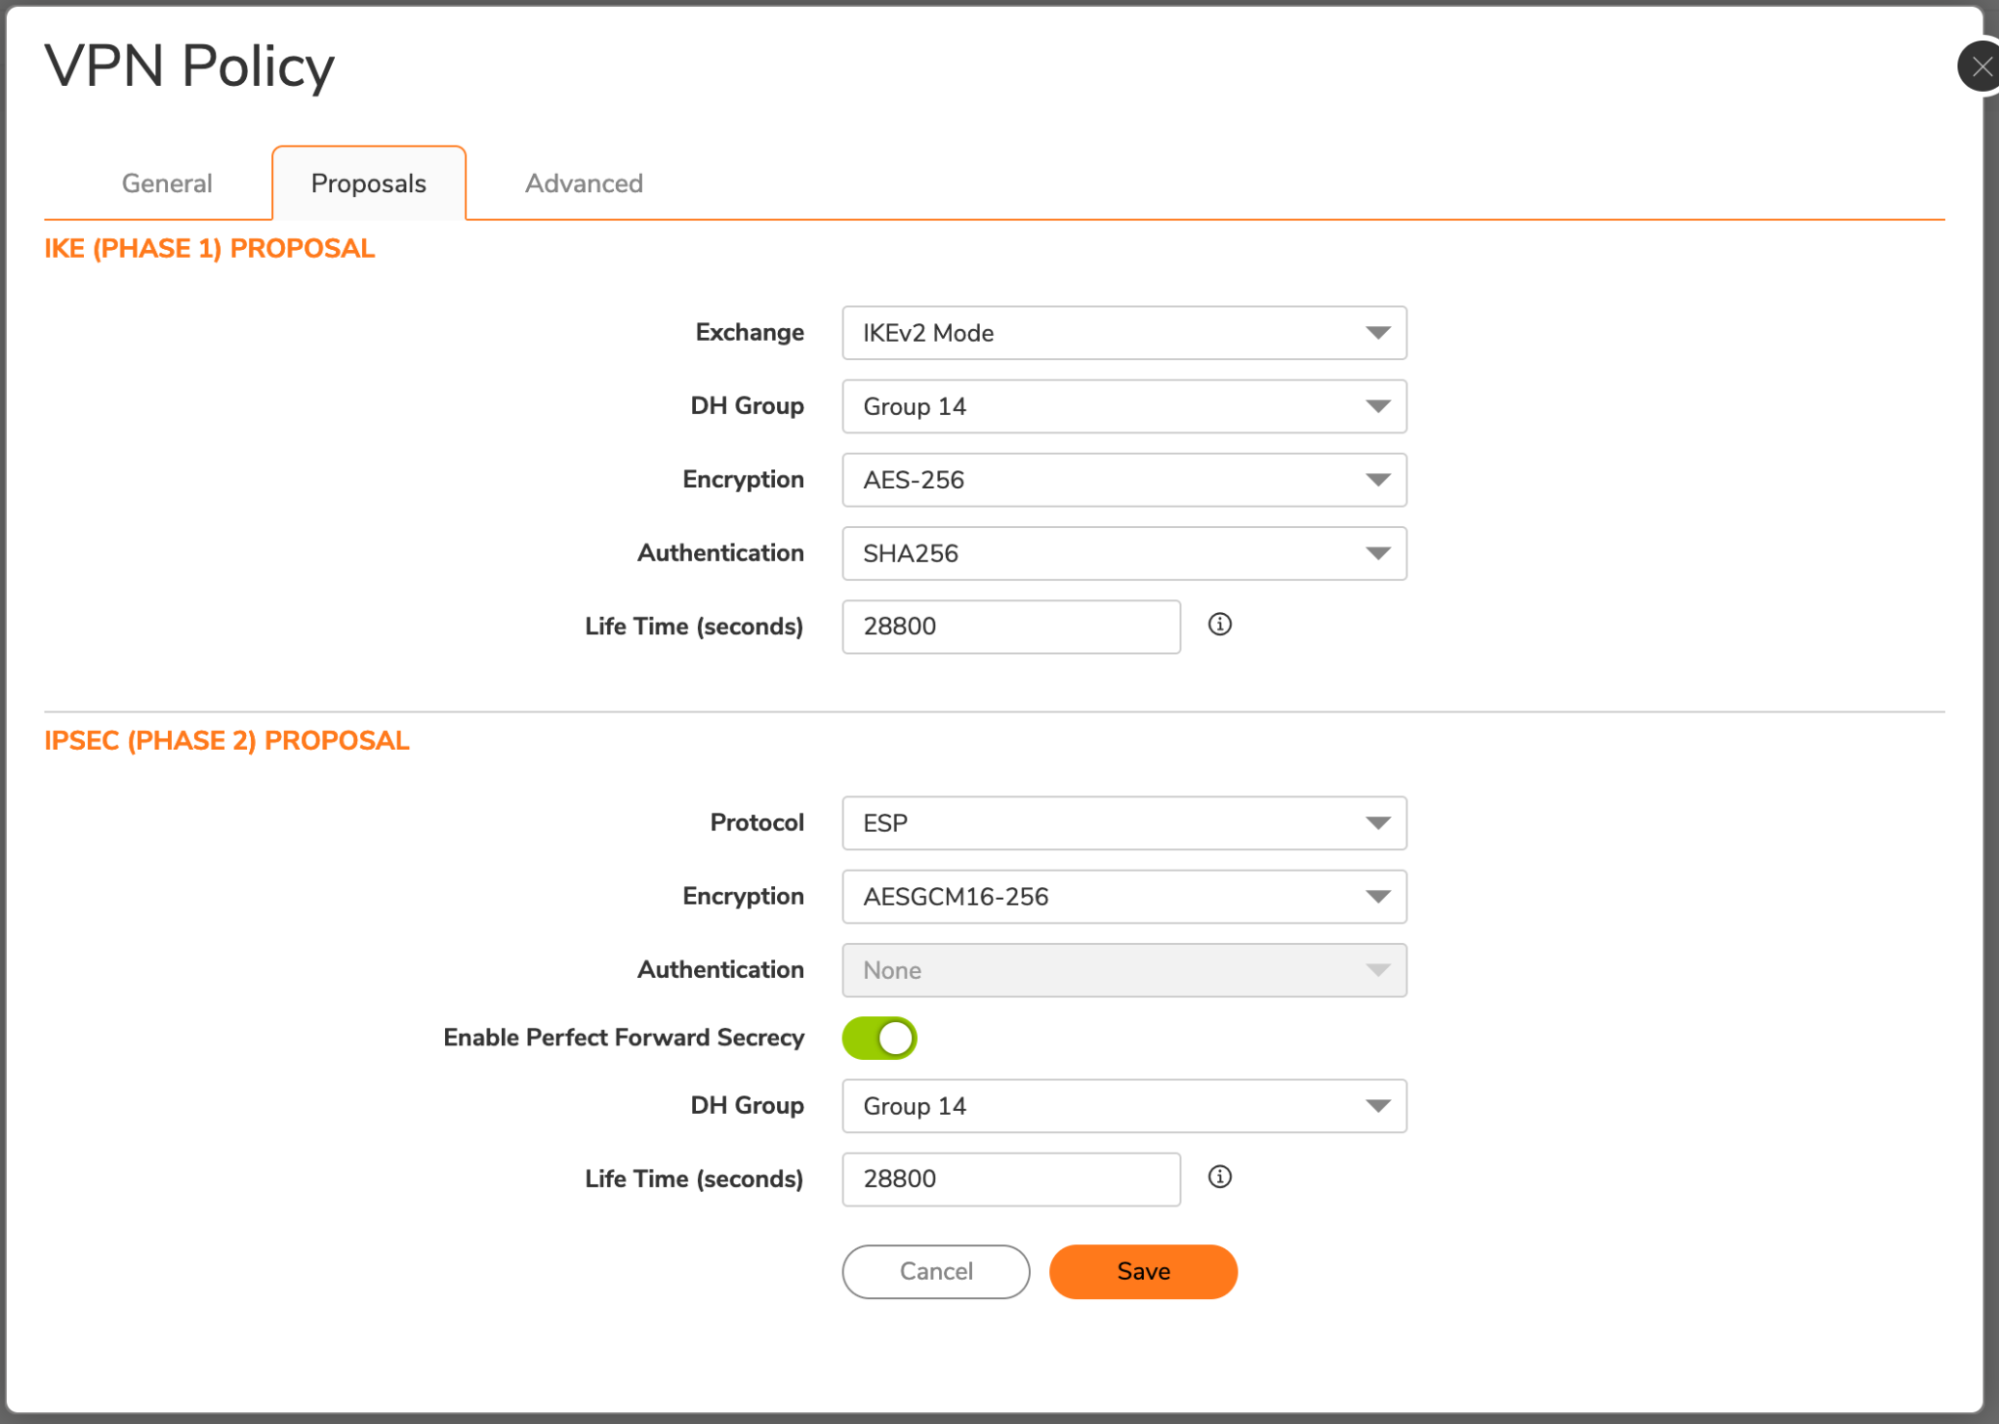 VPN Policy
General Proposals Advanced
IKE (PHASE 1) PROPOSAL
Exchange IKEv2 Mode
DH Group Group 14
Encryption AES-256
Authentication SHA256
Life Time (seconds) 28800
IPSEC (PHASE 2) PROPOSAL
Protocol ESP
Encryption AESGCM16-256
Authentication None
Enable Perfect Forward Secrecy
DH Group Group 14
Life Time (seconds) 28800
Cancel Save